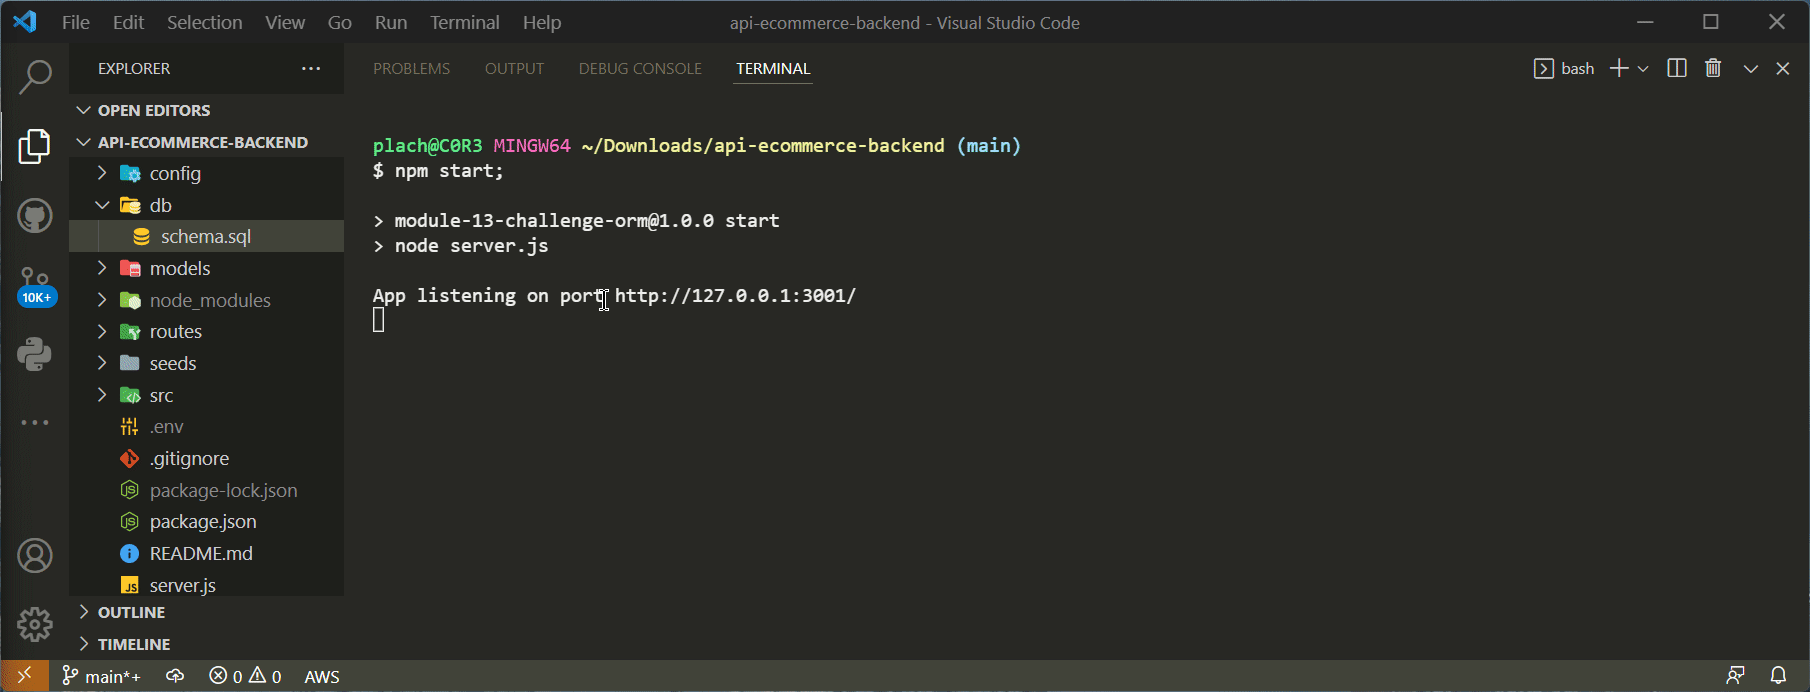 File Edit Selection View Go Run Terminal Help
api-ecommerce-backend - Visual Studio Code
EXPLORER ···
OPEN EDITORS
API-ECOMMERCE-BACKEND
config
db
schema.sql
models
node_modules
routes
seeds
src
.env
.gitignore
package-lock.json
package.json
README.md
JS server.js
OUTLINE
TIMELINE
10K+
PROBLEMS OUTPUT DEBUG CONSOLE TERMINAL
bash
plach@C0R3 MINGW64 ~/Downloads/api-ecommerce-backend (main)
$ npm start;
> module-13-challenge-orm@1.0.0 start
> node server.js
App listening on port http://127.0.0.1:3001/
main*+ 0 0 AWS